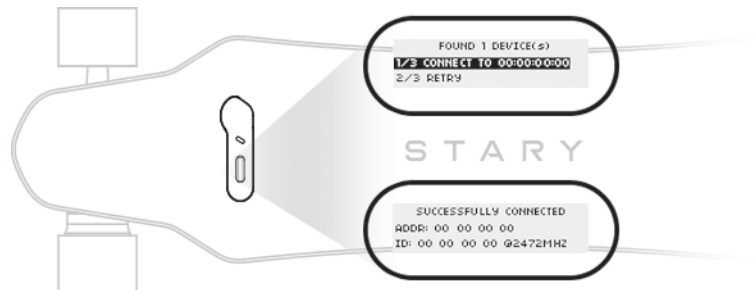 FOUND 1 DEVICE(s)
1/3 CONNECT TO 00:00:00:00
2/3 RETRY
STARY
SUCCESSFULLY CONNECTED
ADDR: 00 00 00 00
ID: 00 00 00 00 @2472MHZ